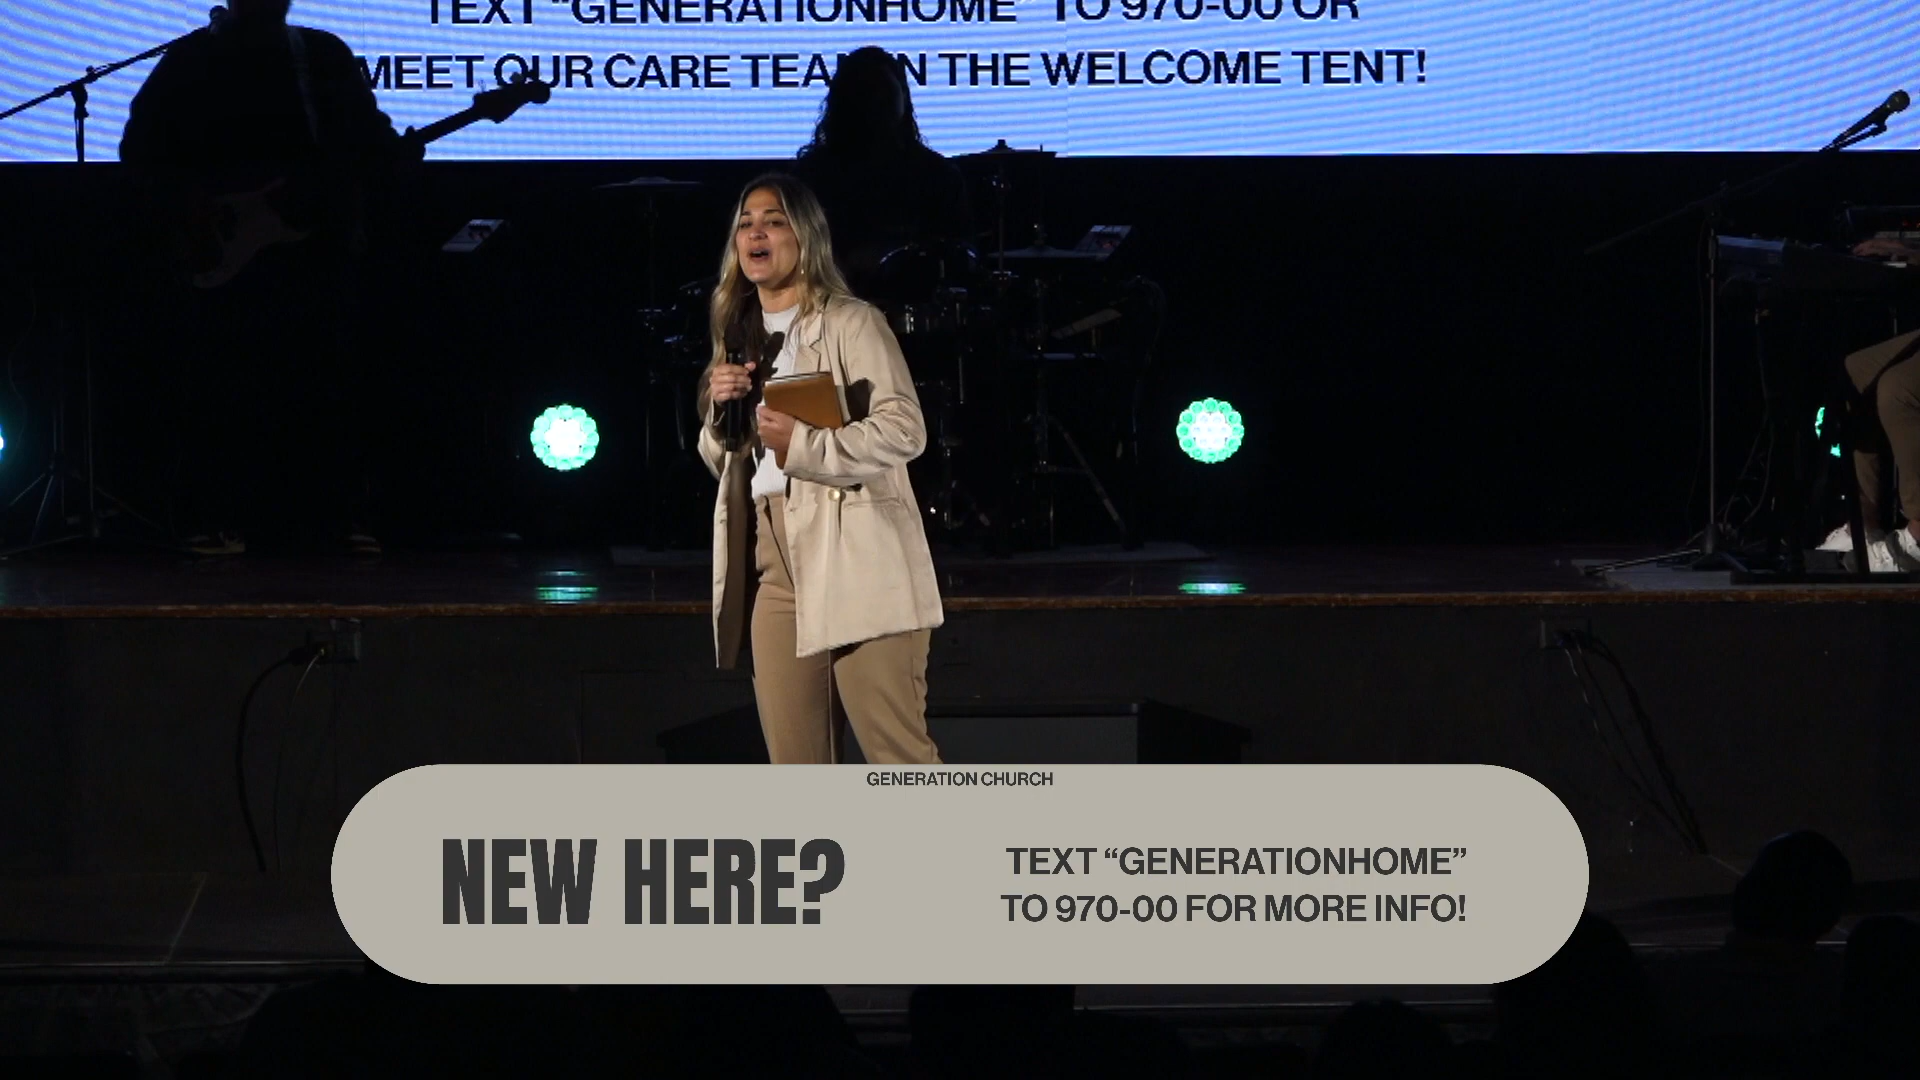 TEXT “GENERATIONHOME” TO 970-00 OR
MEET OUR CARE TEAM IN THE WELCOME TENT!
GENERATION CHURCH
NEW HERE?
TEXT “GENERATIONHOME”
TO 970-00 FOR MORE INFO!